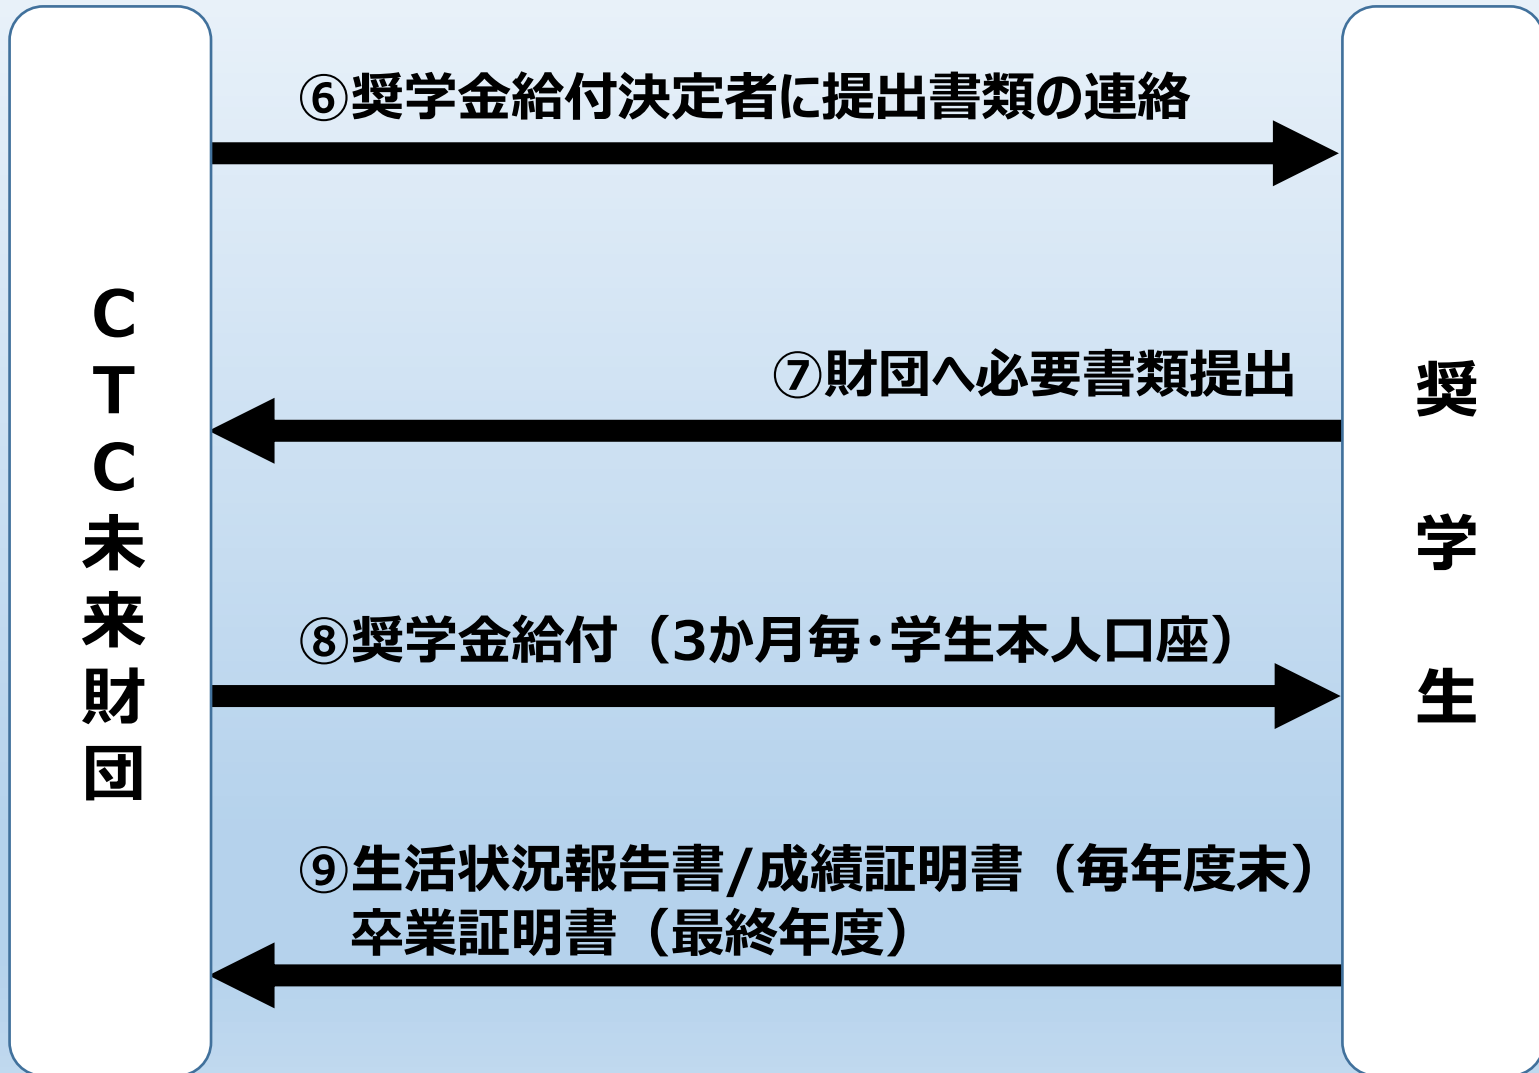 CTC未来財団
⑥奨学金給付決定者に提出書類の連絡
⑦財団へ必要書類提出
⑧奨学金給付（3か月毎・学生本人口座）
⑨生活状況報告書/成績証明書（毎年度末）
卒業証明書（最終年度）
奨学生